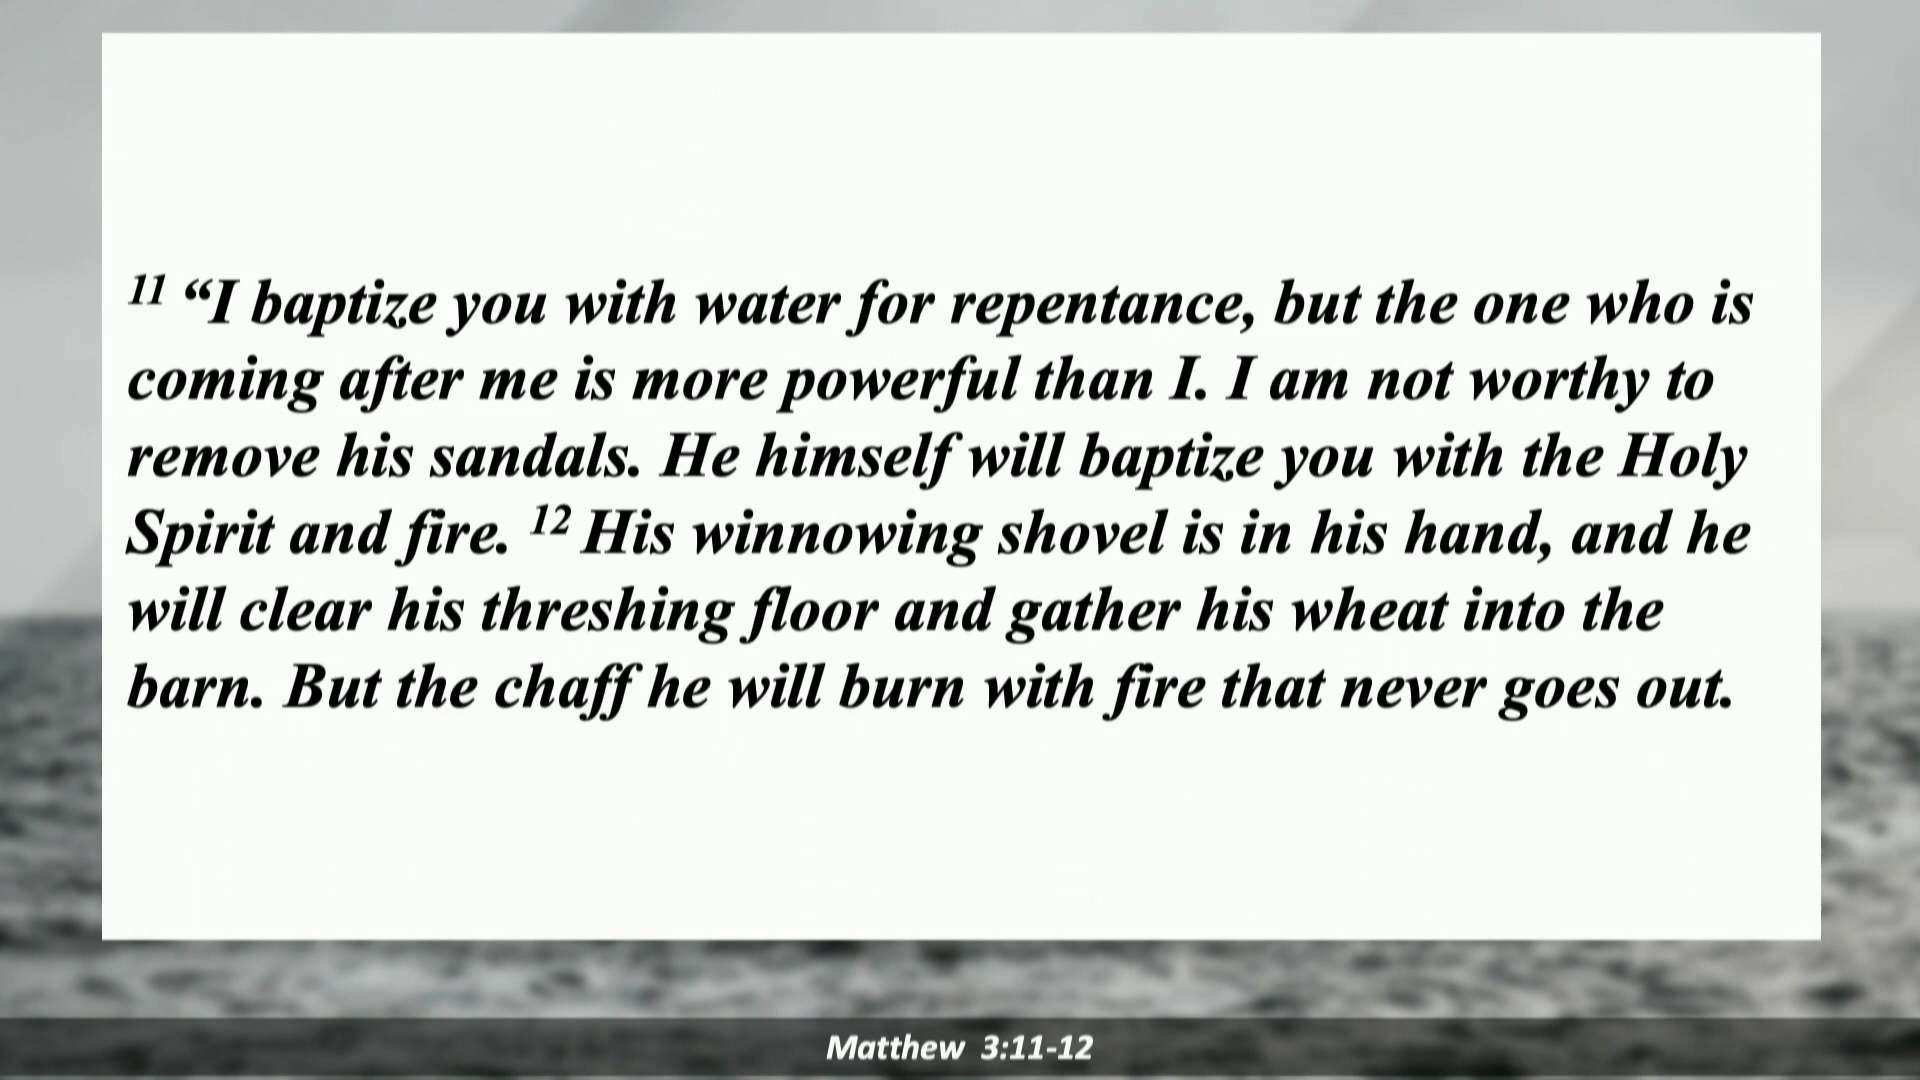 11 “I baptize you with water for repentance, but the one who is
coming after me is more powerful than I. I am not worthy to
remove his sandals. He himself will baptize you with the Holy
Spirit and fire. 12 His winnowing shovel is in his hand, and he
will clear his threshing floor and gather his wheat into the
barn. But the chaff he will burn with fire that never goes out.
Matthew 3:11-12